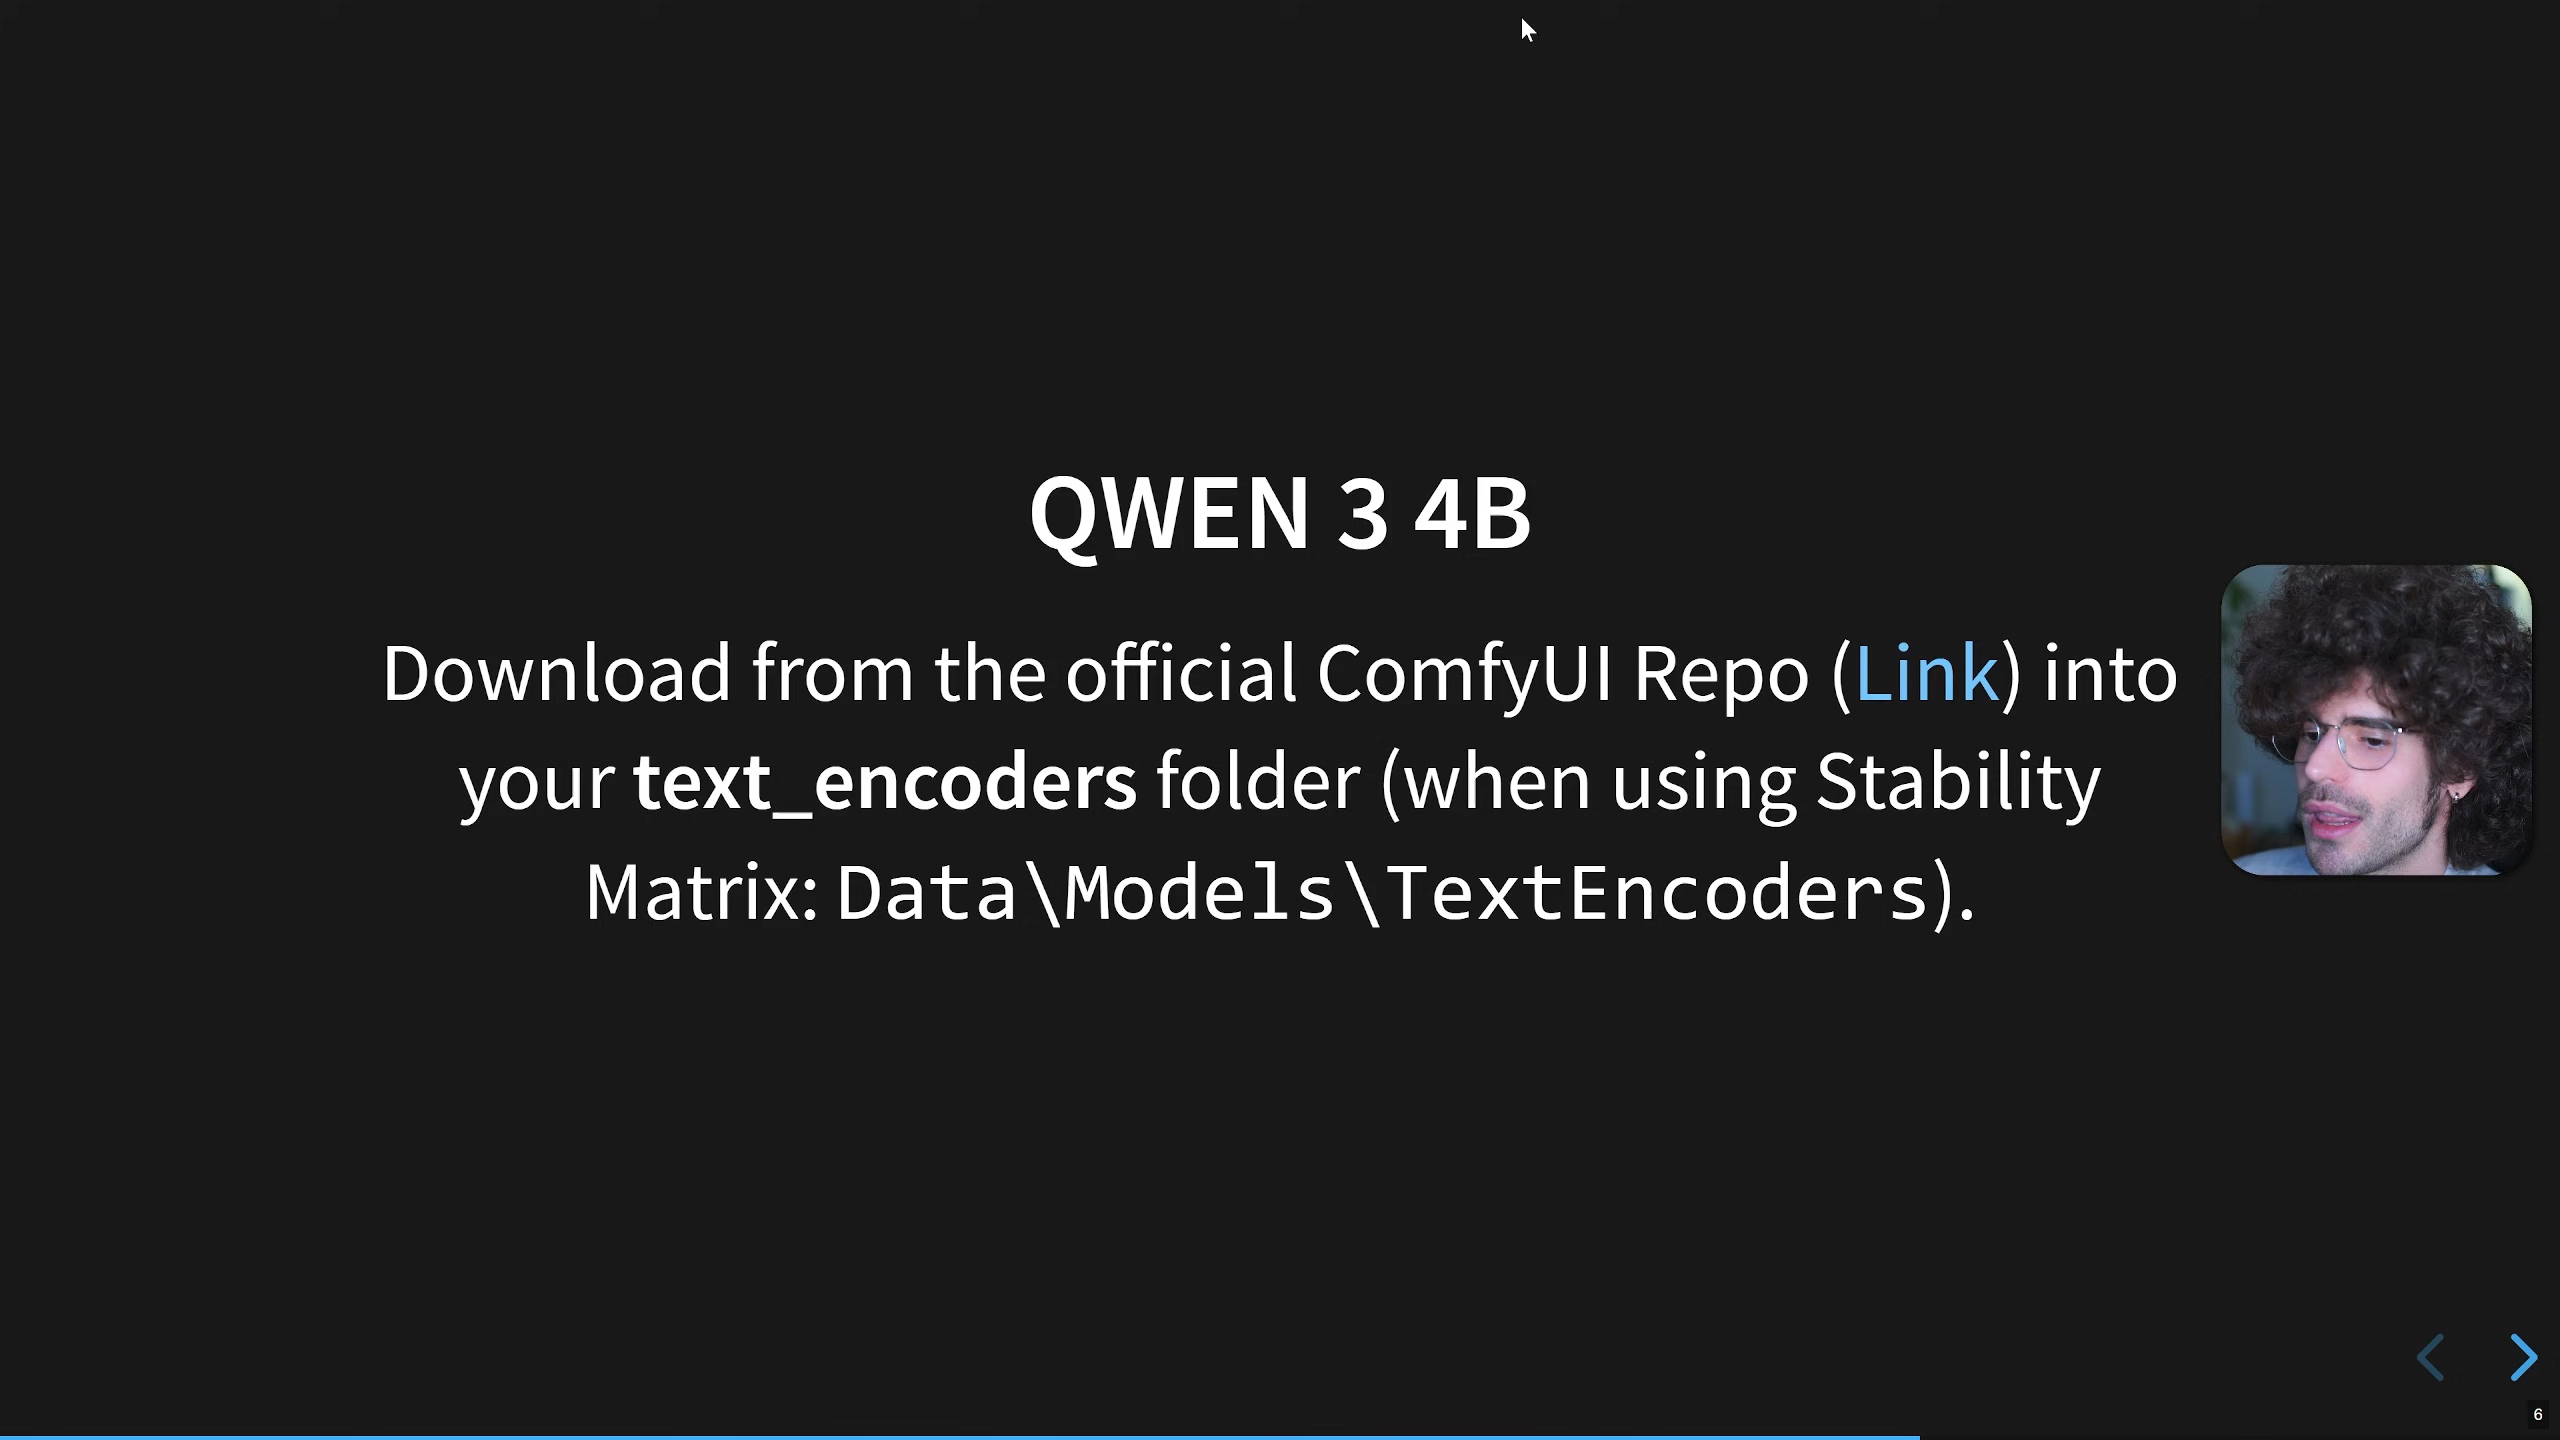 QWEN 3 4B
Download from the official ComfyUI Repo (Link) into
your text_encoders folder (when using Stability
Matrix: Data\Models\TextEncoders).
6